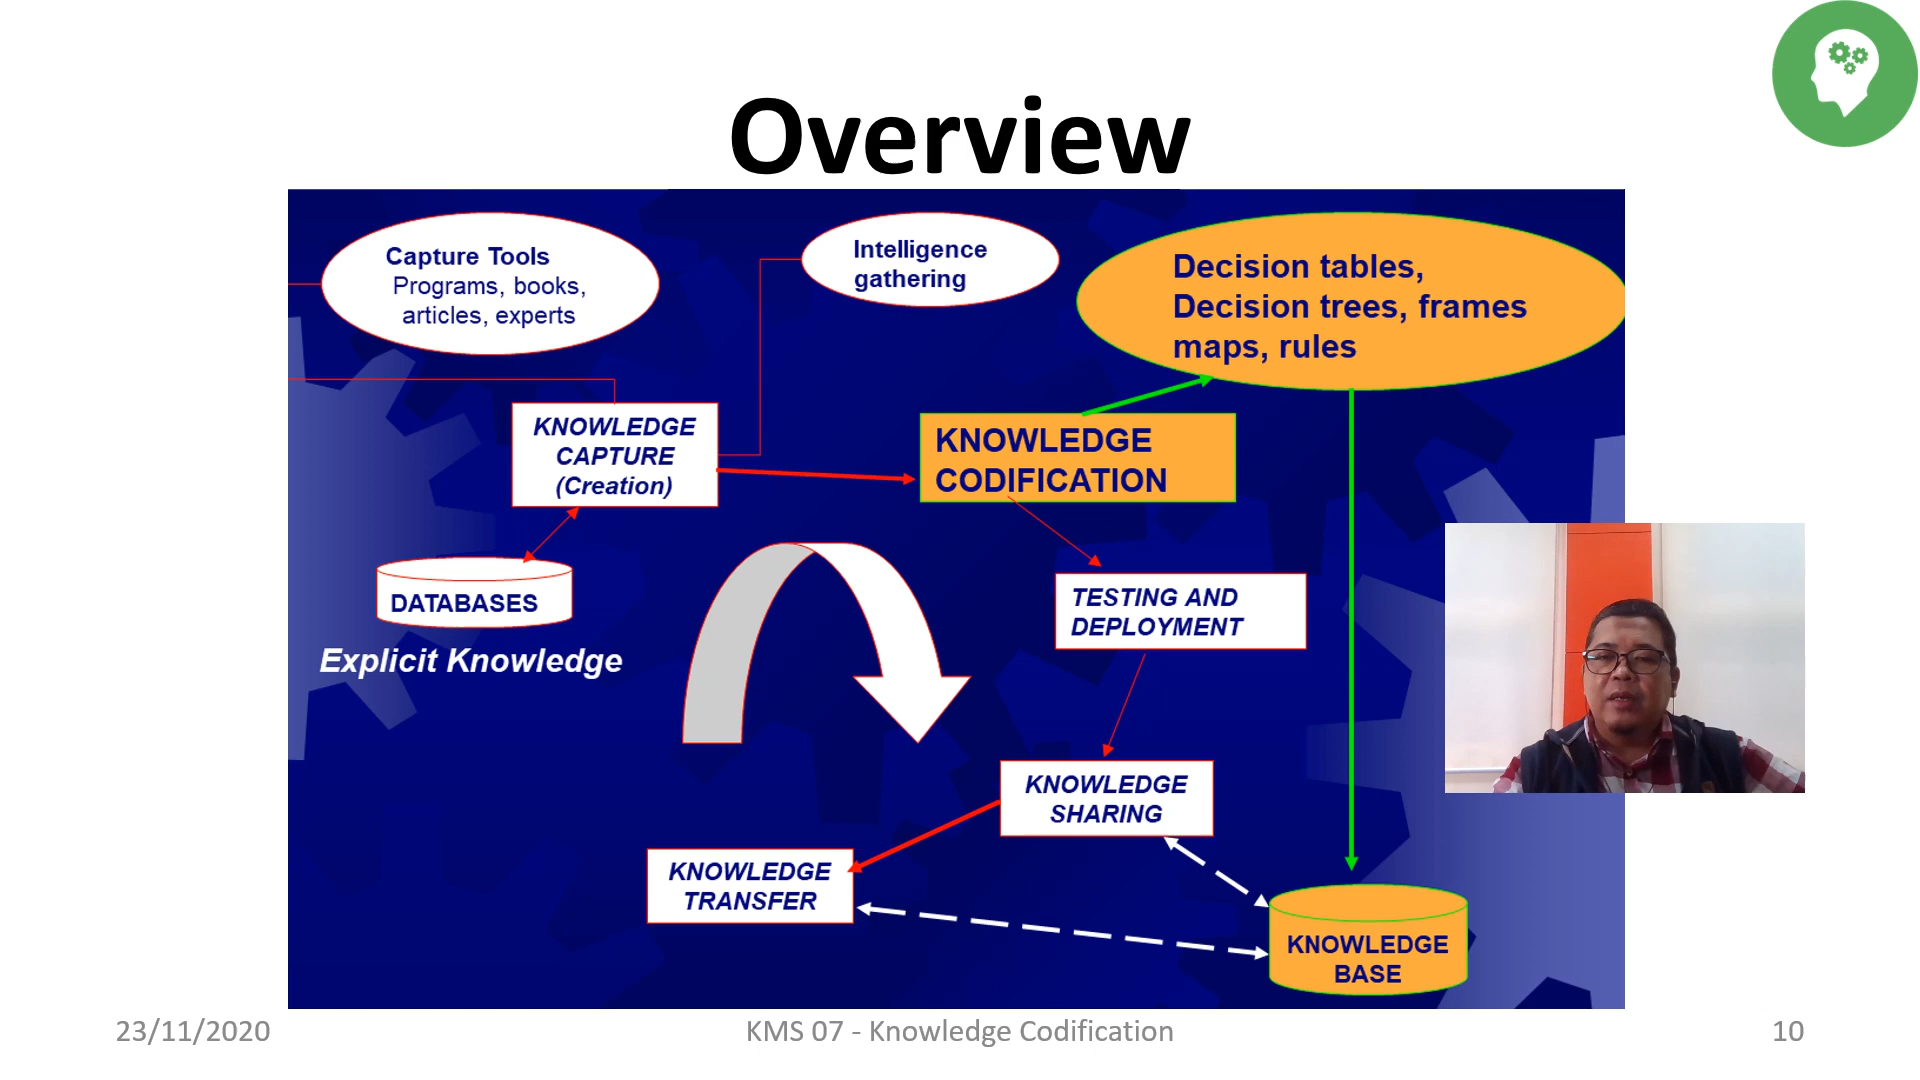 Overview
Capture Tools
Programs, books,
articles, experts
Intelligence
gathering
Decision tables,
Decision trees, frames
maps, rules
KNOWLEDGE
CAPTURE
(Creation)
KNOWLEDGE
CODIFICATION
DATABASES
Explicit Knowledge
TESTING AND
DEPLOYMENT
KNOWLEDGE
SHARING
KNOWLEDGE
TRANSFER
KNOWLEDGE
BASE
23/11/2020
KMS 07 - Knowledge Codification
10